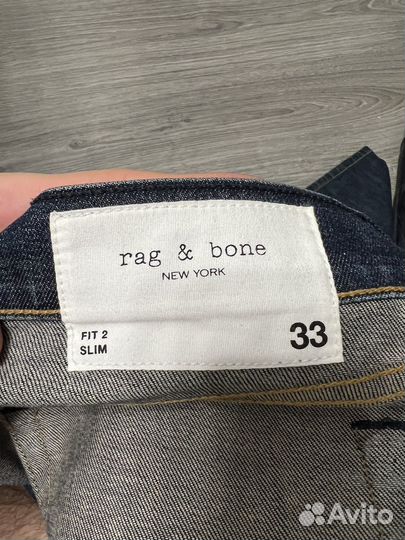 rag & bone
NEW YORK
FIT 2
SLIM
33
Avito